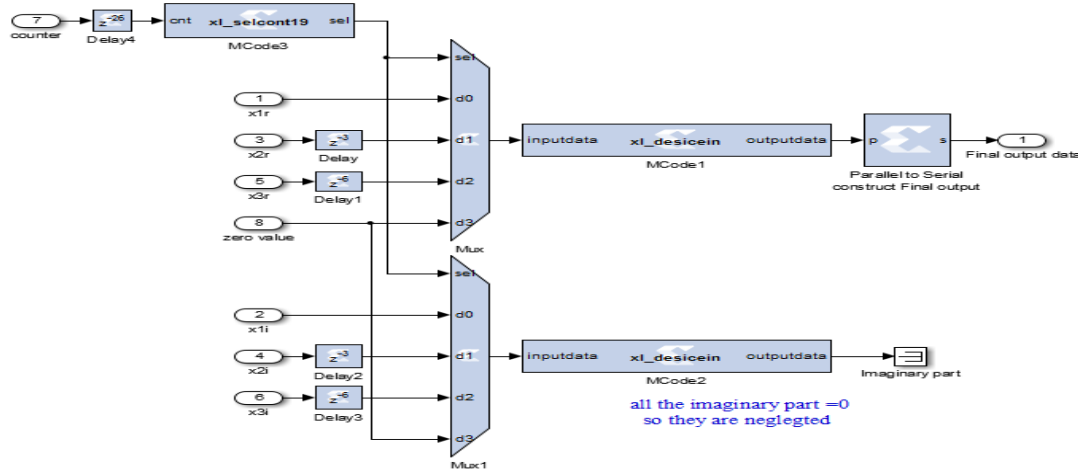 7
counter
z-26
Delay4
cnt xl_selcont19 sel
MCode3
sel
1
x1r
d0
3
x2r
z-3
Delay
d1
inputdata xl_desicein outputdata
MCode1
p s
Parallel to Serial
construct Final output
1
Final output data
5
x3r
z-6
Delay1
d2
8
zero value
d3
Mux
sel
2
x1i
d0
4
x2i
z-3
Delay2
d1
inputdata xl_desicein outputdata
MCode2
Imaginary part
6
x3i
z-6
Delay3
d2
d3
Mux1
all the imaginary part =0
so they are neglegted